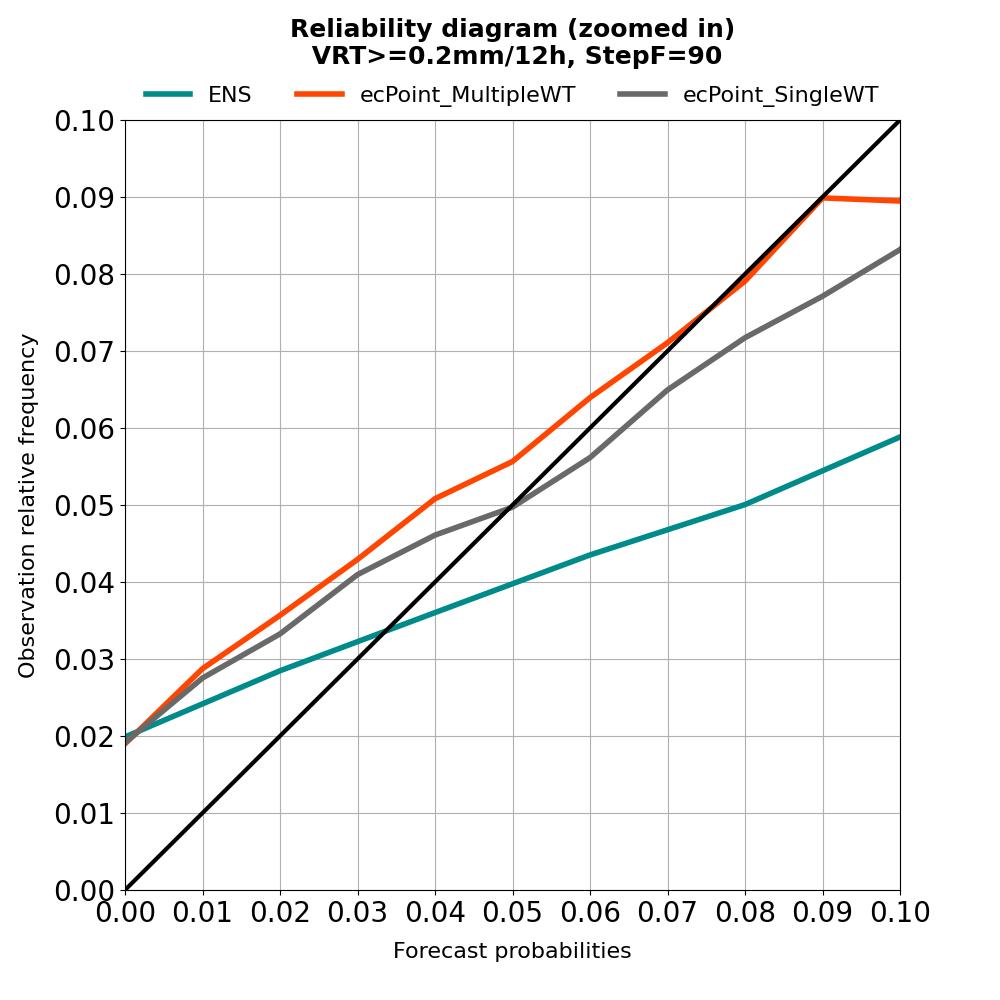 Reliability diagram (zoomed in)
VRT>=0.2mm/12h, StepF=90
ENS ecPoint_MultipleWT ecPoint_SingleWT
0.10
0.09
0.08
0.07
0.06
0.05
0.04
0.03
0.02
0.01
0.00
Observation relative frequency
0.00 0.01 0.02 0.03 0.04 0.05 0.06 0.07 0.08 0.09 0.10
Forecast probabilities